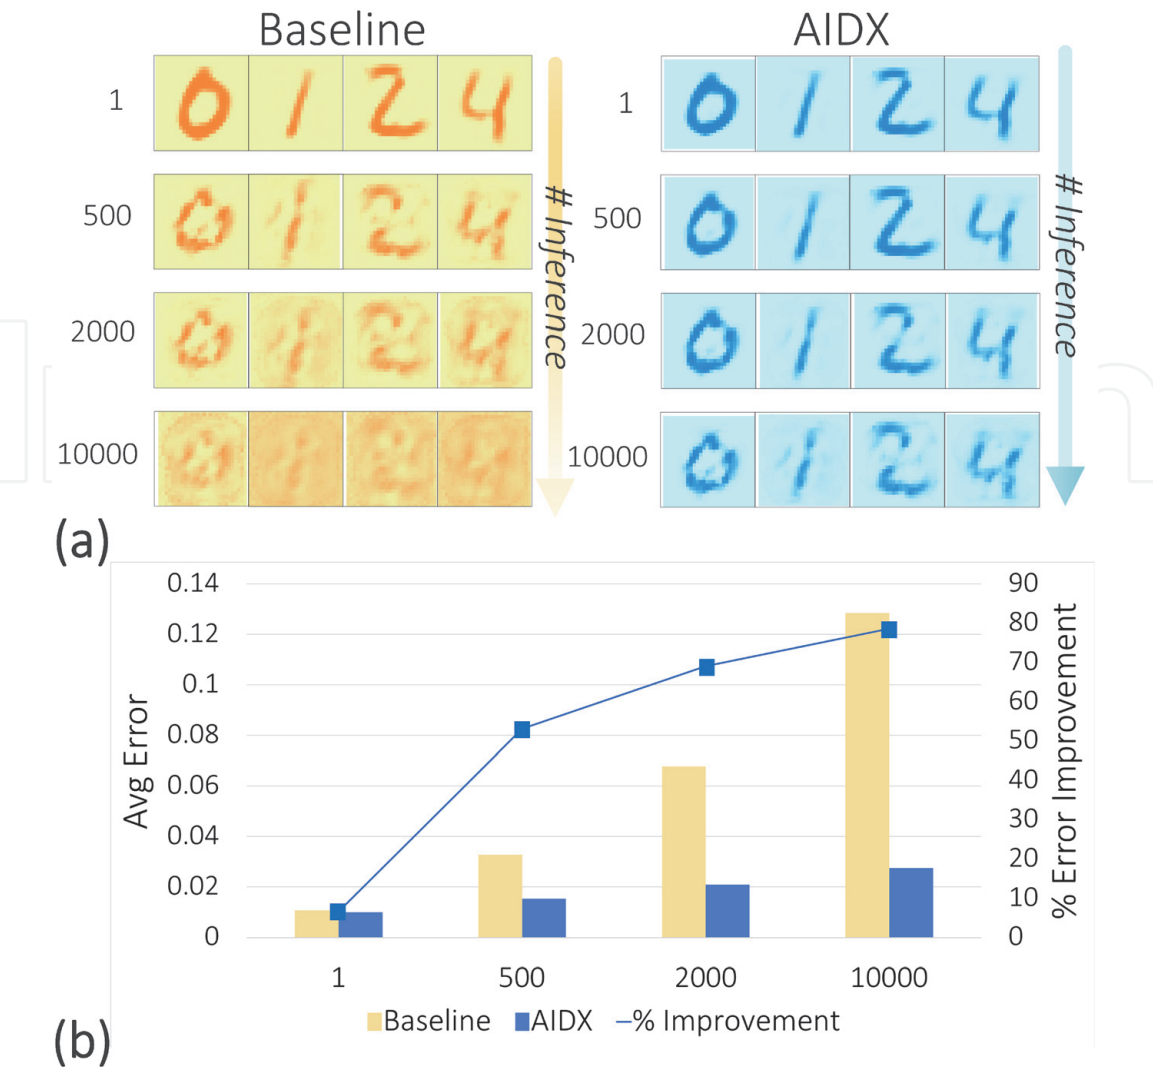 Baseline AIDX
1 1
500 500
2000 2000
10000 10000
# Inference # Inference
(a)
0.14 90
0.12 80
0.1 70
0.08 60
0.06 50
0.04 40
0.02 30
0 20
10
0
Avg Error
% Error Improvement
1 500 2000 10000
Baseline AIDX % Improvement
(b)